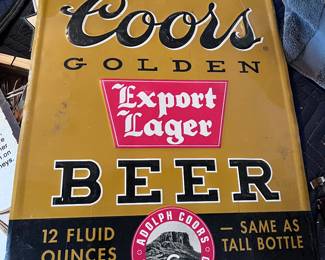 Coors
GOLDEN
Export
Lager
BEER
12 FLUID
OUNCES
ADOLPH COORS
— SAME AS
TALL BOTTLE